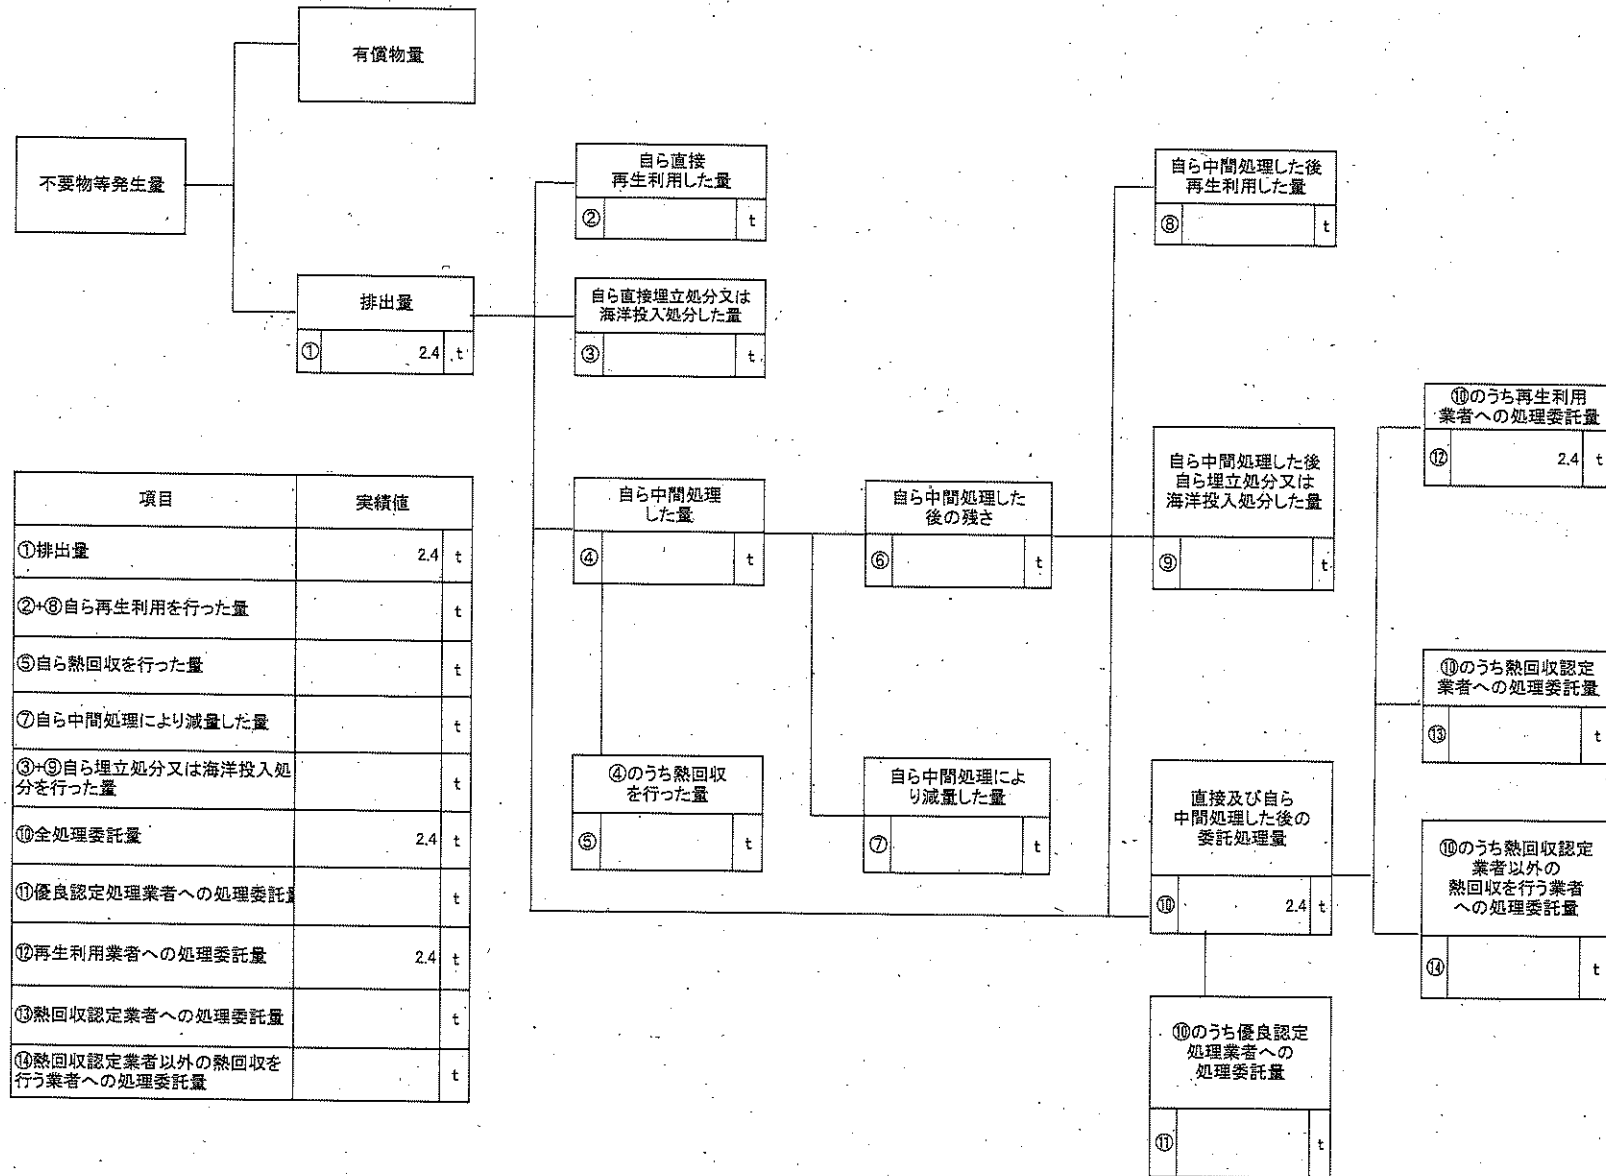 有償物量
不要物等発生量
排出量
① 2.4 t
自ら直接
再生利用した量
② t
自ら直接埋立処分又は
海洋投入処分した量
③ t
自ら中間処理
した量
④ t
④のうち熱回収
を行った量
⑤ t
自ら中間処理した
後の残さ
⑥ t
自ら中間処理によ
り減量した量
⑦ t
自ら中間処理した後
再生利用した量
⑧ t
自ら中間処理した後
自ら埋立処分又は
海洋投入処分した量
⑨ t
直接及び自ら
中間処理した後の
委託処理量
⑩ 2.4 t
⑩のうち優良認定
処理業者への
処理委託量
⑪ t
⑩のうち再生利用
業者への処理委託量
⑫ 2.4 t
⑩のうち熱回収認定
業者への処理委託量
⑬ t
⑩のうち熱回収認定
業者以外の
熱回収を行う業者
への処理委託量
⑭ t
項目 実績値
①排出量 2.4 t
②+⑧自ら再生利用を行った量 t
⑤自ら熱回収を行った量 t
⑦自ら中間処理により減量した量 t
③+⑨自ら埋立処分又は海洋投入処
分を行った量 t
⑩全処理委託量 2.4 t
⑪優良認定処理業者への処理委託量 t
⑫再生利用業者への処理委託量 2.4 t
⑬熱回収認定業者への処理委託量 t
⑭熱回収認定業者以外の熱回収を
行う業者への処理委託量 t